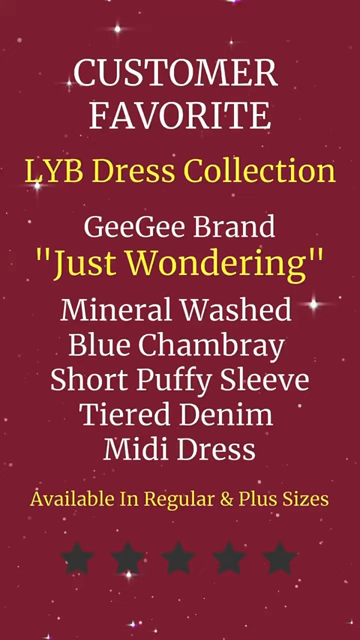 CUSTOMER
FAVORITE
LYB Dress Collection
GeeGee Brand
"Just Wondering"
Mineral Washed
Blue Chambray
Short Puffy Sleeve
Tiered Denim
Midi Dress
Available In Regular & Plus Sizes